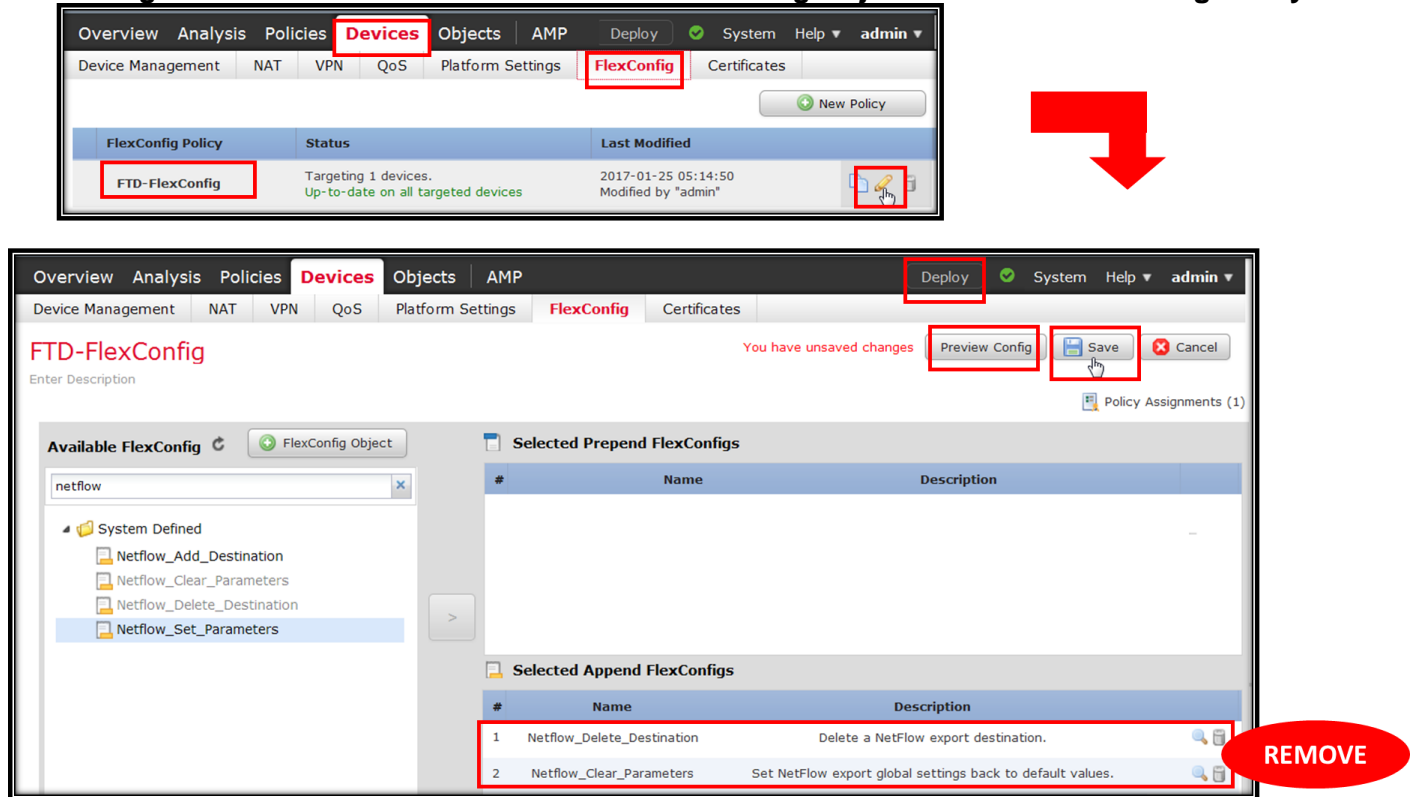 Overview Analysis Policies Devices Objects AMP Deploy System Help ▾ admin ▾
Device Management NAT VPN QoS Platform Settings FlexConfig Certificates
New Policy
FlexConfig Policy Status Last Modified
FTD-FlexConfig Targeting 1 devices. 2017-01-25 05:14:50
Up-to-date on all targeted devices Modified by "admin"
Overview Analysis Policies Devices Objects AMP Deploy System Help ▾ admin ▾
Device Management NAT VPN QoS Platform Settings FlexConfig Certificates
FTD-FlexConfig You have unsaved changes Preview Config Save Cancel
Enter Description
Policy Assignments (1)
Available FlexConfig FlexConfig Object Selected Prepend FlexConfigs
netflow # Name Description
System Defined
Netflow_Add_Destination
Netflow_Clear_Parameters
Netflow_Delete_Destination
>
Netflow_Set_Parameters
Selected Append FlexConfigs
# Name Description
1 Netflow_Delete_Destination Delete a NetFlow export destination.
REMOVE
2 Netflow_Clear_Parameters Set NetFlow export global settings back to default values.